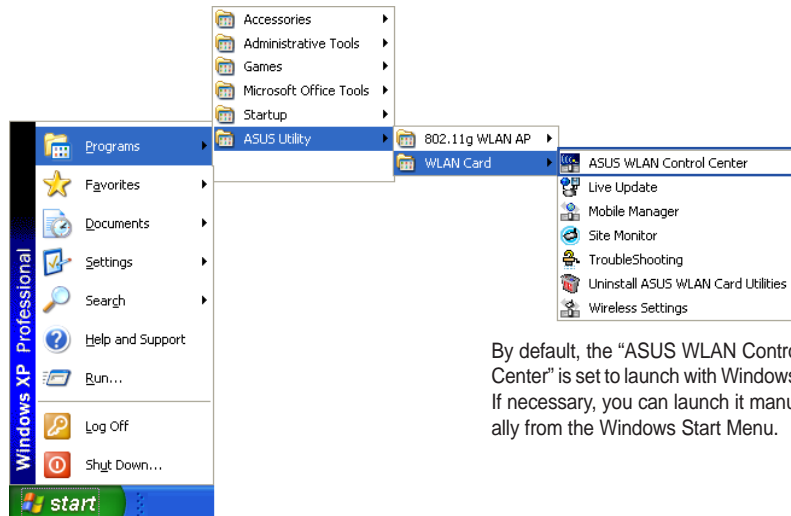 Accessories
Administrative Tools
Games
Microsoft Office Tools
Startup
ASUS Utility
802.11g WLAN AP
WLAN Card
ASUS WLAN Control Center
Live Update
Mobile Manager
Site Monitor
TroubleShooting
Uninstall ASUS WLAN Card Utilities
Wireless Settings
Programs
Favorites
Documents
Settings
Search
Help and Support
Run...
Log Off
Shut Down...
Windows XP Professional
start
By default, the “ASUS WLAN Contro
Center” is set to launch with Windows
If necessary, you can launch it manu
ally from the Windows Start Menu.